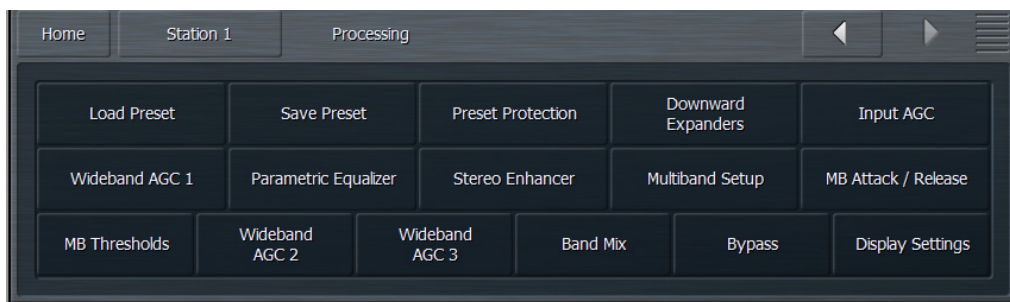 Home Station 1 Processing
Load Preset Save Preset Preset Protection Downward Expanders Input AGC
Wideband AGC 1 Parametric Equalizer Stereo Enhancer Multiband Setup MB Attack / Release
MB Thresholds Wideband AGC 2 Wideband AGC 3 Band Mix Bypass Display Settings